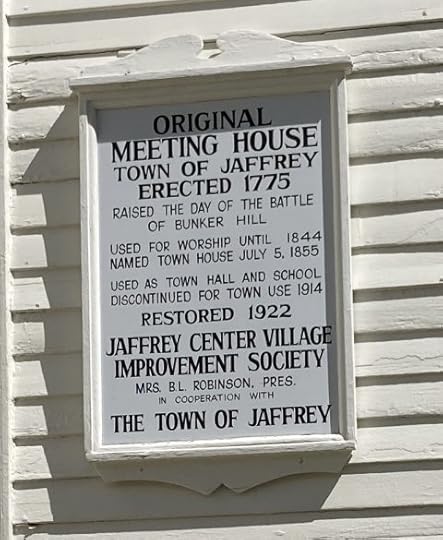 ORIGINAL
MEETING HOUSE
TOWN OF JAFFREY
ERECTED 1775
RAISED THE DAY OF THE BATTLE
OF BUNKER HILL
USED FOR WORSHIP UNTIL 1844
NAMED TOWN HOUSE JULY 5, 1855
USED AS TOWN HALL AND SCHOOL
DISCONTINUED FOR TOWN USE 1914
RESTORED 1922
JAFFREY CENTER VILLAGE
IMPROVEMENT SOCIETY
MRS. B.L. ROBINSON, PRES.
IN COOPERATION WITH
THE TOWN OF JAFFREY